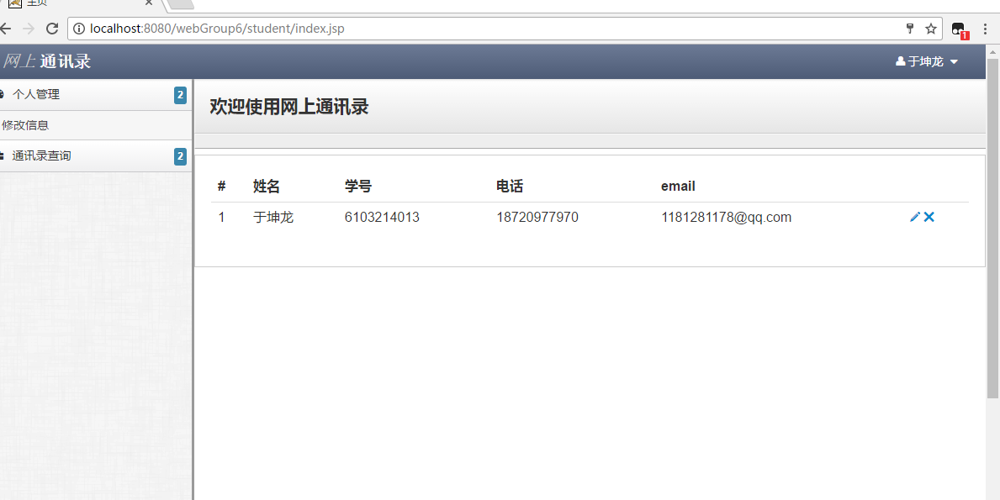 主页
localhost:8080/webGroup6/student/index.jsp
1
网上 通讯录
于坤龙
个人管理 2
修改信息
通讯录查询 2
欢迎使用网上通讯录
# 姓名 学号 电话 email
1 于坤龙 6103214013 18720977970 1181281178@qq.com